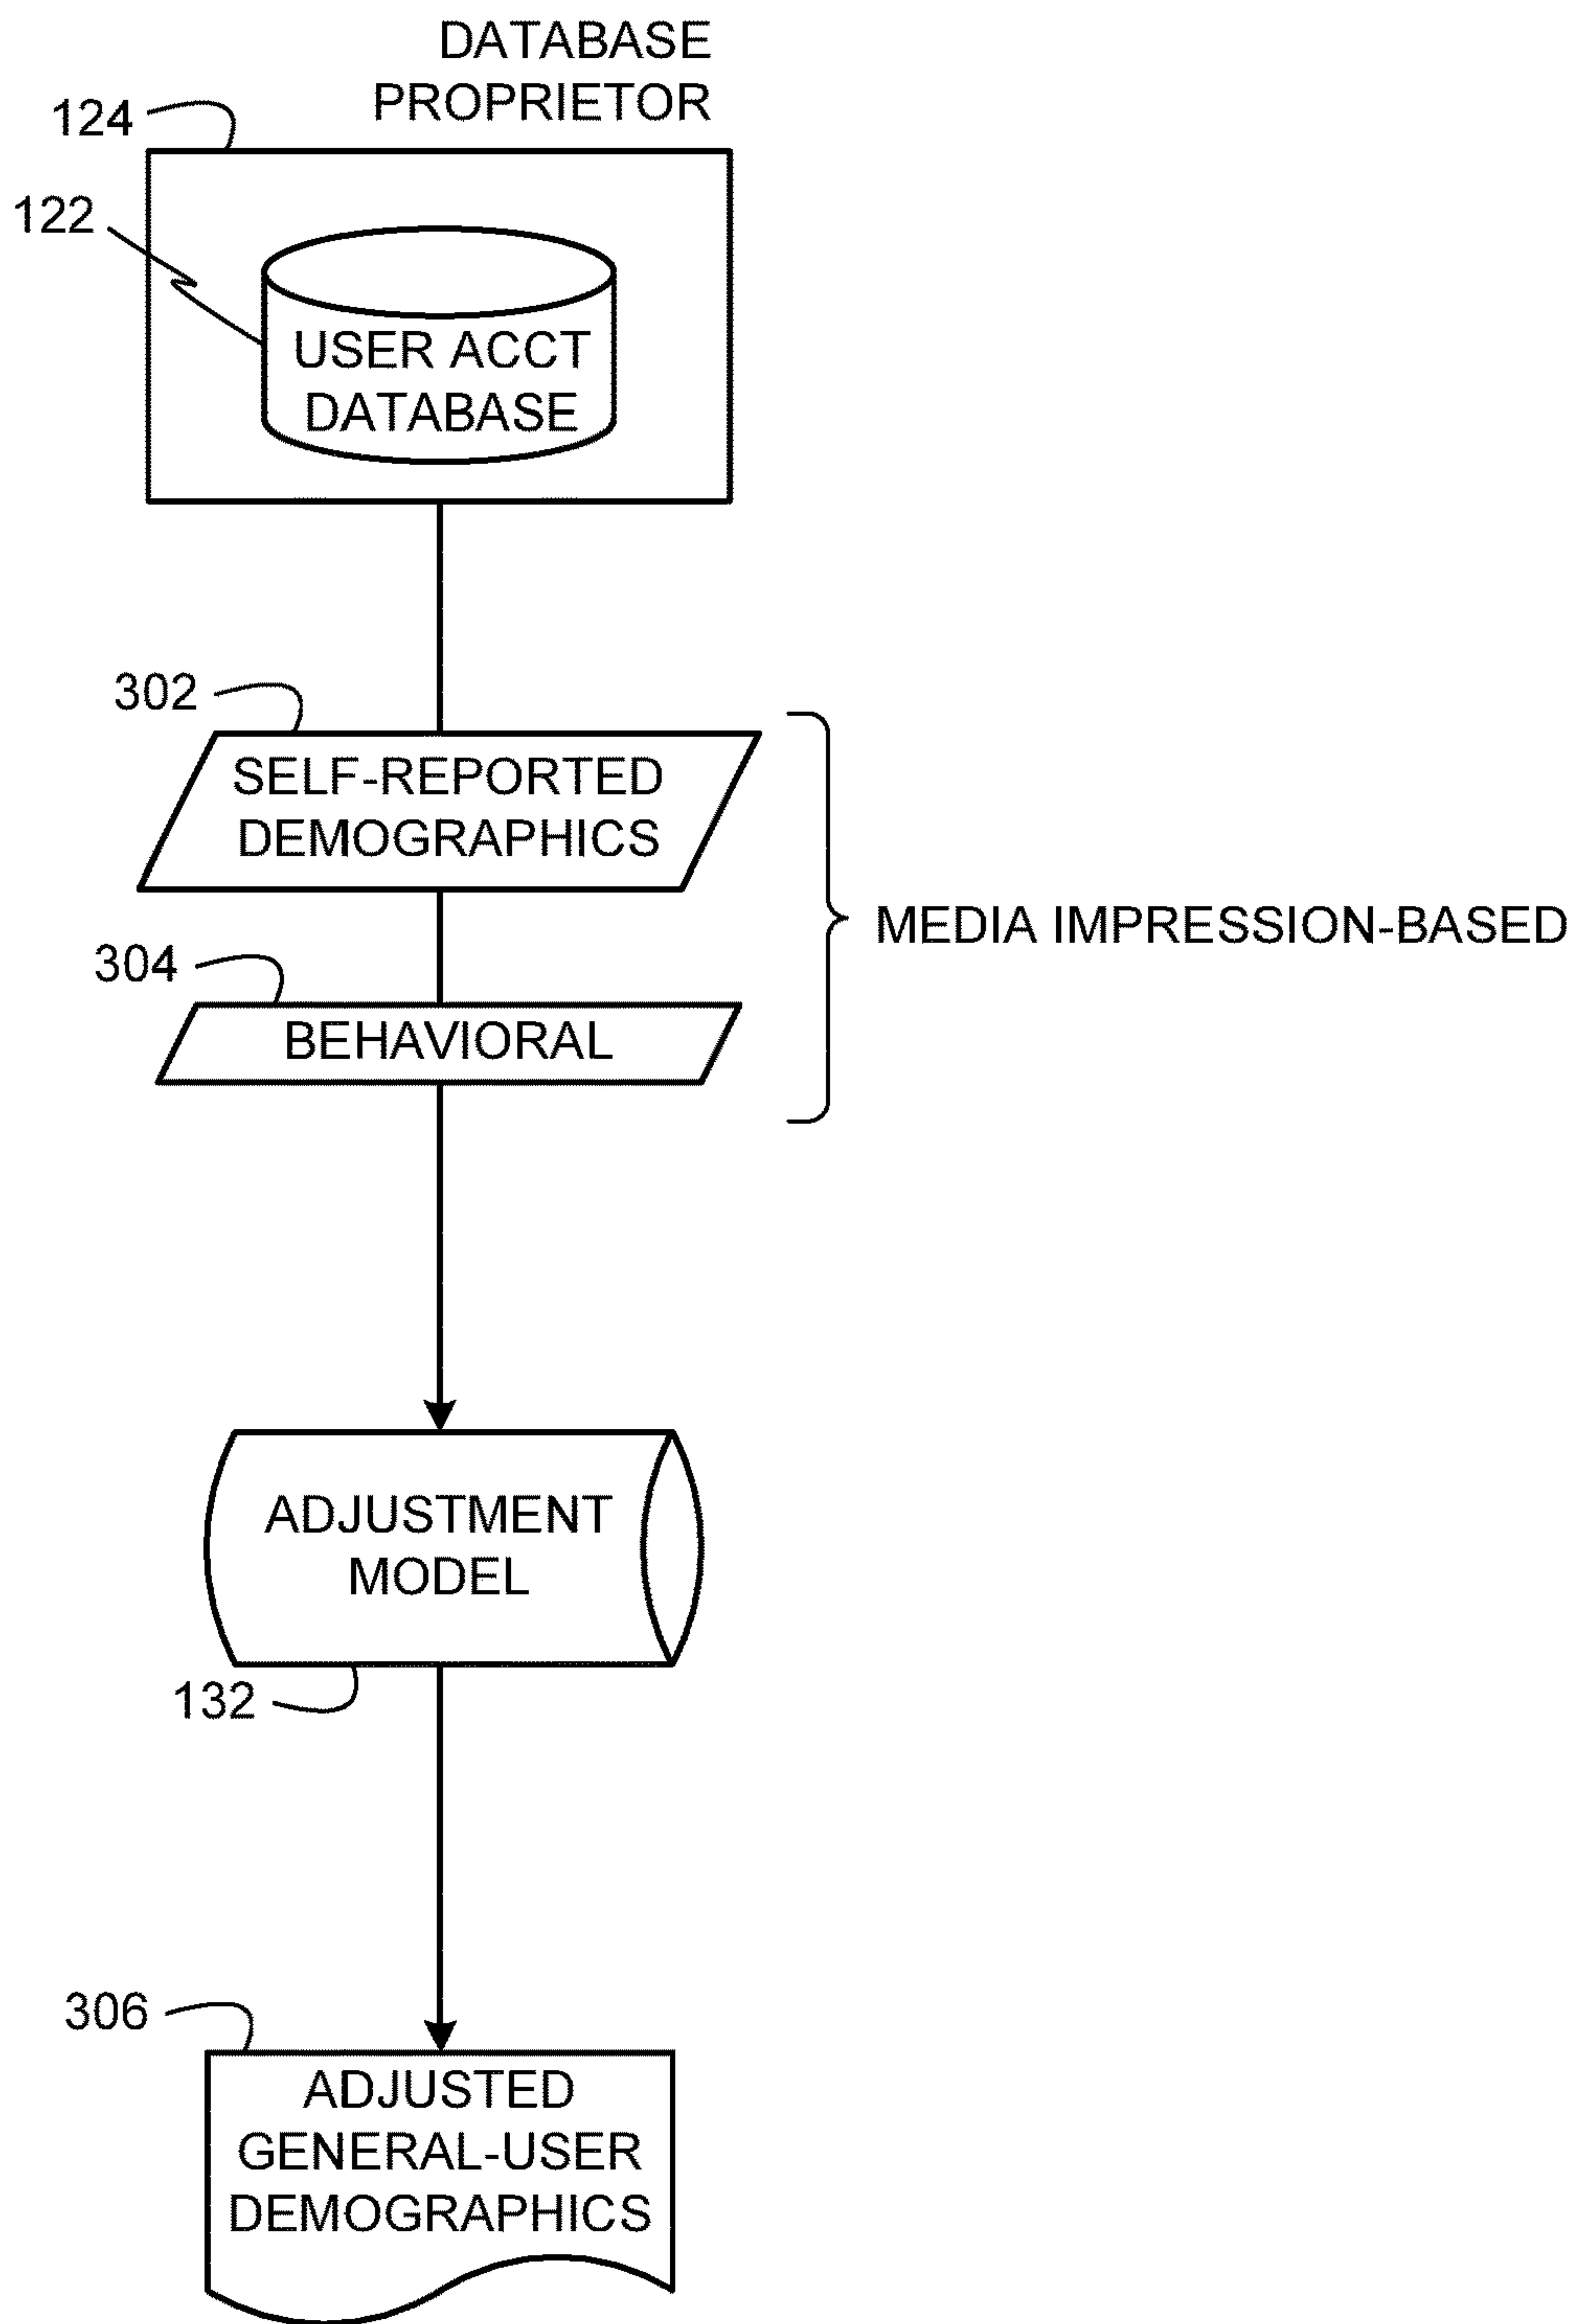 DATABASE
PROPRIETOR
124
122
USER ACCT
DATABASE
302
SELF-REPORTED
DEMOGRAPHICS
MEDIA IMPRESSION-BASED
304
BEHAVIORAL
ADJUSTMENT
MODEL
132
306
ADJUSTED
GENERAL-USER
DEMOGRAPHICS